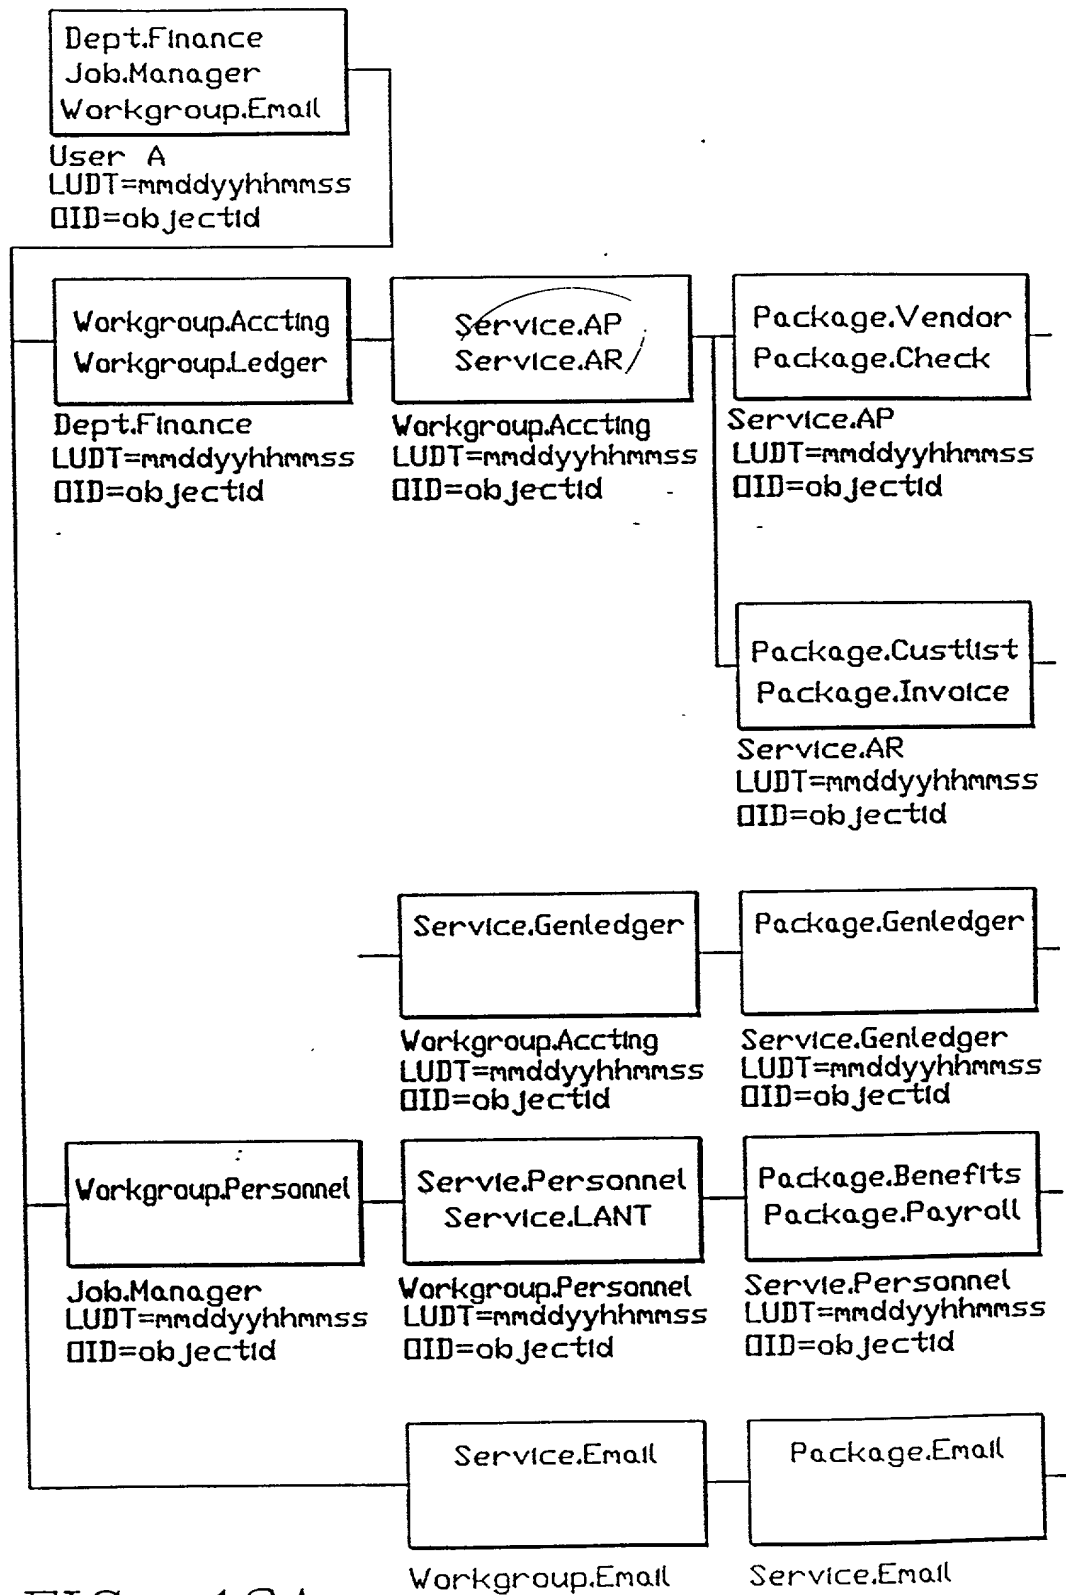 Dept.Finance
Job.Manager
Workgroup.Email
User A
LUDT=mmddyyhhmmss
OID=objectid
Workgroup.Accting
Workgroup.Ledger
Dept.Finance
LUDT=mmddyyhhmmss
OID=objectid
Service.AP
Service.AR
Workgroup.Accting
LUDT=mmddyyhhmmss
OID=objectid
Package.Vendor
Package.Check
Service.AP
LUDT=mmddyyhhmmss
OID=objectid
Package.Custlist
Package.Invoice
Service.AR
LUDT=mmddyyhhmmss
OID=objectid
Service.Genledger
Workgroup.Accting
LUDT=mmddyyhhmmss
OID=objectid
Package.Genledger
Service.Genledger
LUDT=mmddyyhhmmss
OID=objectid
Workgroup.Personnel
Job.Manager
LUDT=mmddyyhhmmss
OID=objectid
Servie.Personnel
Service.LANT
Workgroup.Personnel
LUDT=mmddyyhhmmss
OID=objectid
Package.Benefits
Package.Payroll
Servie.Personnel
LUDT=mmddyyhhmmss
OID=objectid
Service.Email
Workgroup.Email
Package.Email
Service.Email